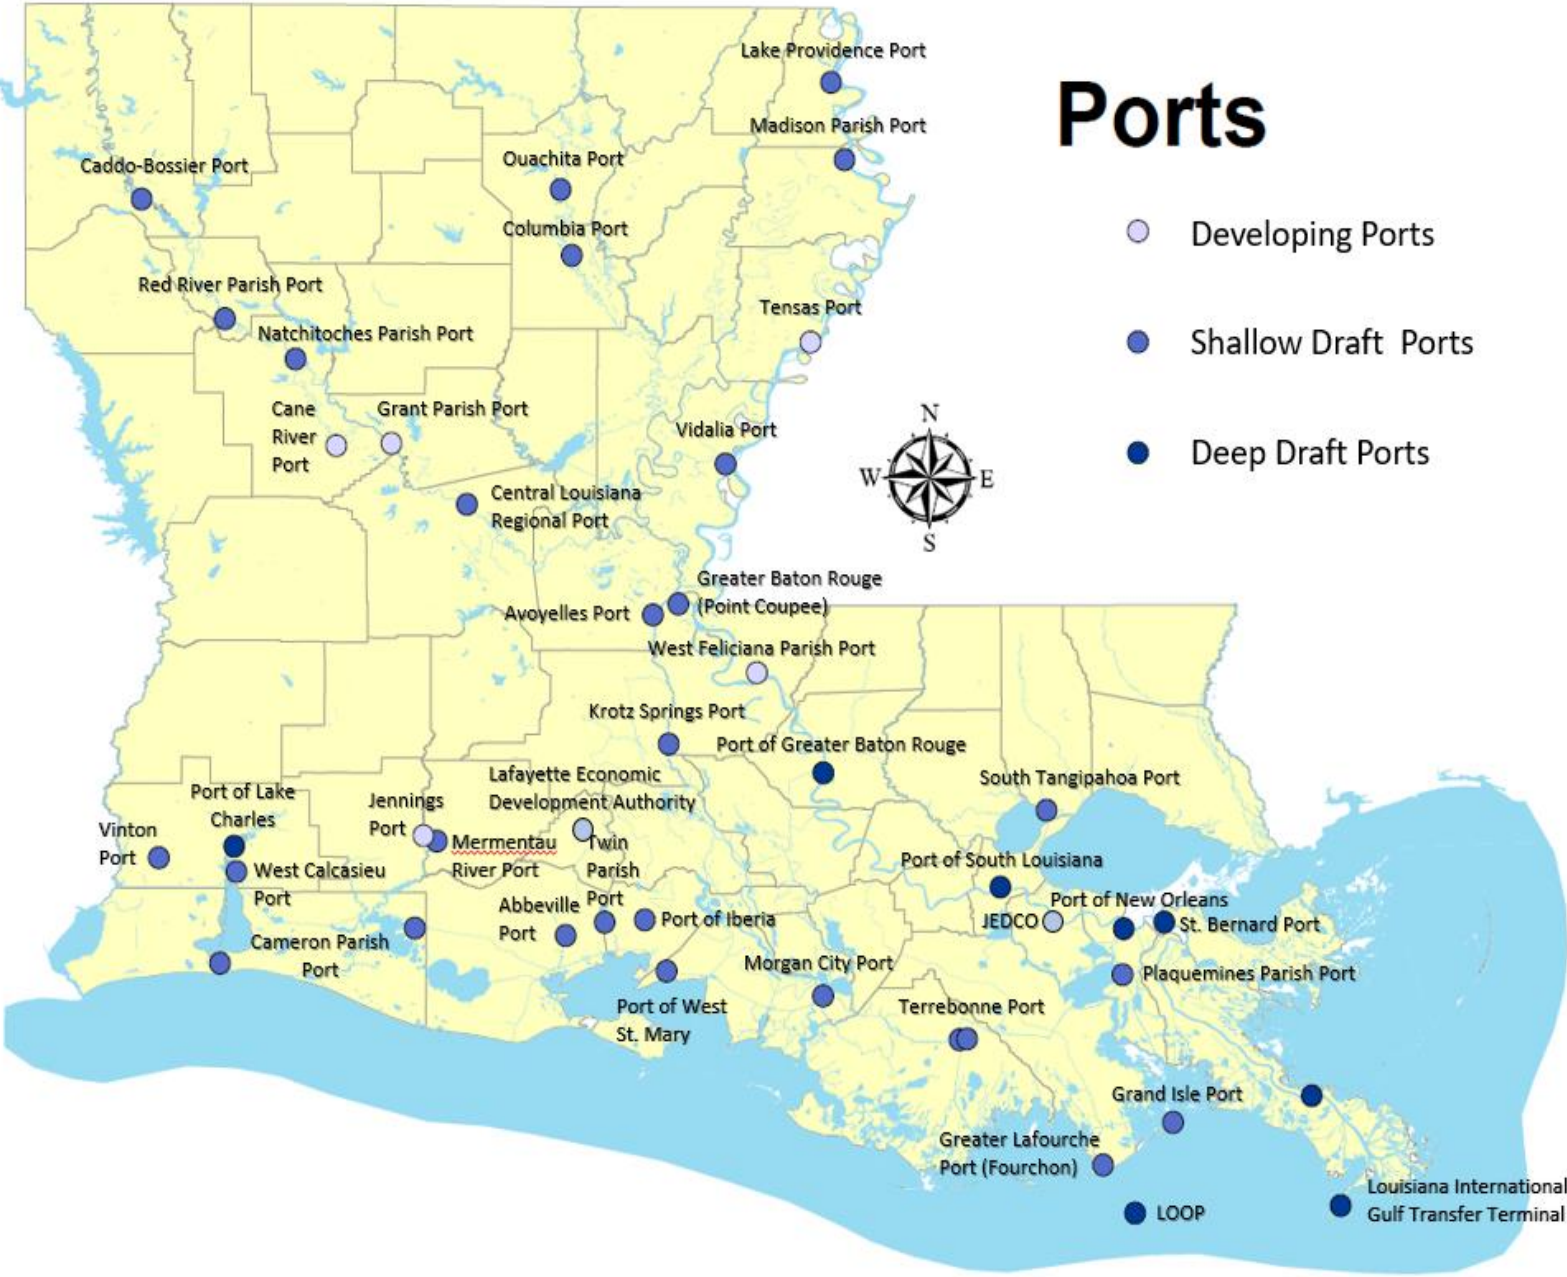 Lake Providence Port
Ports
Madison Parish Port
Caddo-Bossier Port
Ouachita Port
Columbia Port
Developing Ports
Red River Parish Port
Natchitoches Parish Port
Tensas Port
Shallow Draft  Ports
Cane
River
Port
Grant Parish Port
Vidalia Port
N
W
E
S
Deep Draft Ports
Central Louisiana
Regional Port
Greater Baton Rouge
(Point Coupee)
Avoyelles Port
West Feliciana Parish Port
Krotz Springs Port
Port of Greater Baton Rouge
Lafayette Economic
Development Authority
South Tangipahoa Port
Port of Lake
Charles
Jennings
Port
Vinton
Port
Mermentau
River Port
Twin
Parish
Port
West Calcasieu
Port
Port of South Louisiana
Abbeville
Port
Port of Iberia
JEDCO
Port of New Orleans
St. Bernard Port
Cameron Parish
Port
Morgan City Port
Plaquemines Parish Port
Port of West
St. Mary
Terrebonne Port
Grand Isle Port
Greater Lafourche
Port (Fourchon)
LOOP
Louisiana International
Gulf Transfer Terminal